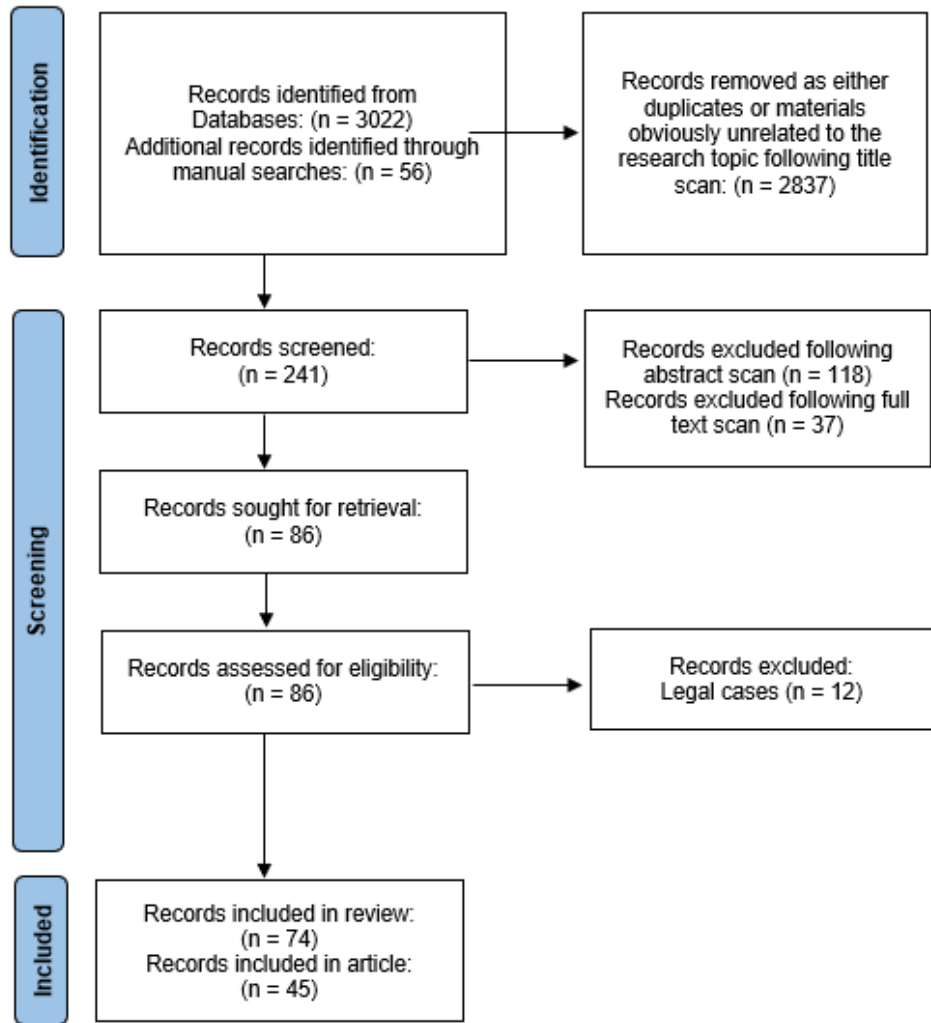 Identification
Records identified from
Databases: (n = 3022)
Additional records identified through
manual searches: (n = 56)
Records removed as either
duplicates or materials
obviously unrelated to the
research topic following title
scan: (n = 2837)
Screening
Records screened:
(n = 241)
Records excluded following
abstract scan (n = 118)
Records excluded following full
text scan (n = 37)
Records sought for retrieval:
(n = 86)
Records assessed for eligibility:
(n = 86)
Records excluded:
Legal cases (n = 12)
Included
Records included in review:
(n = 74)
Records included in article:
(n = 45)